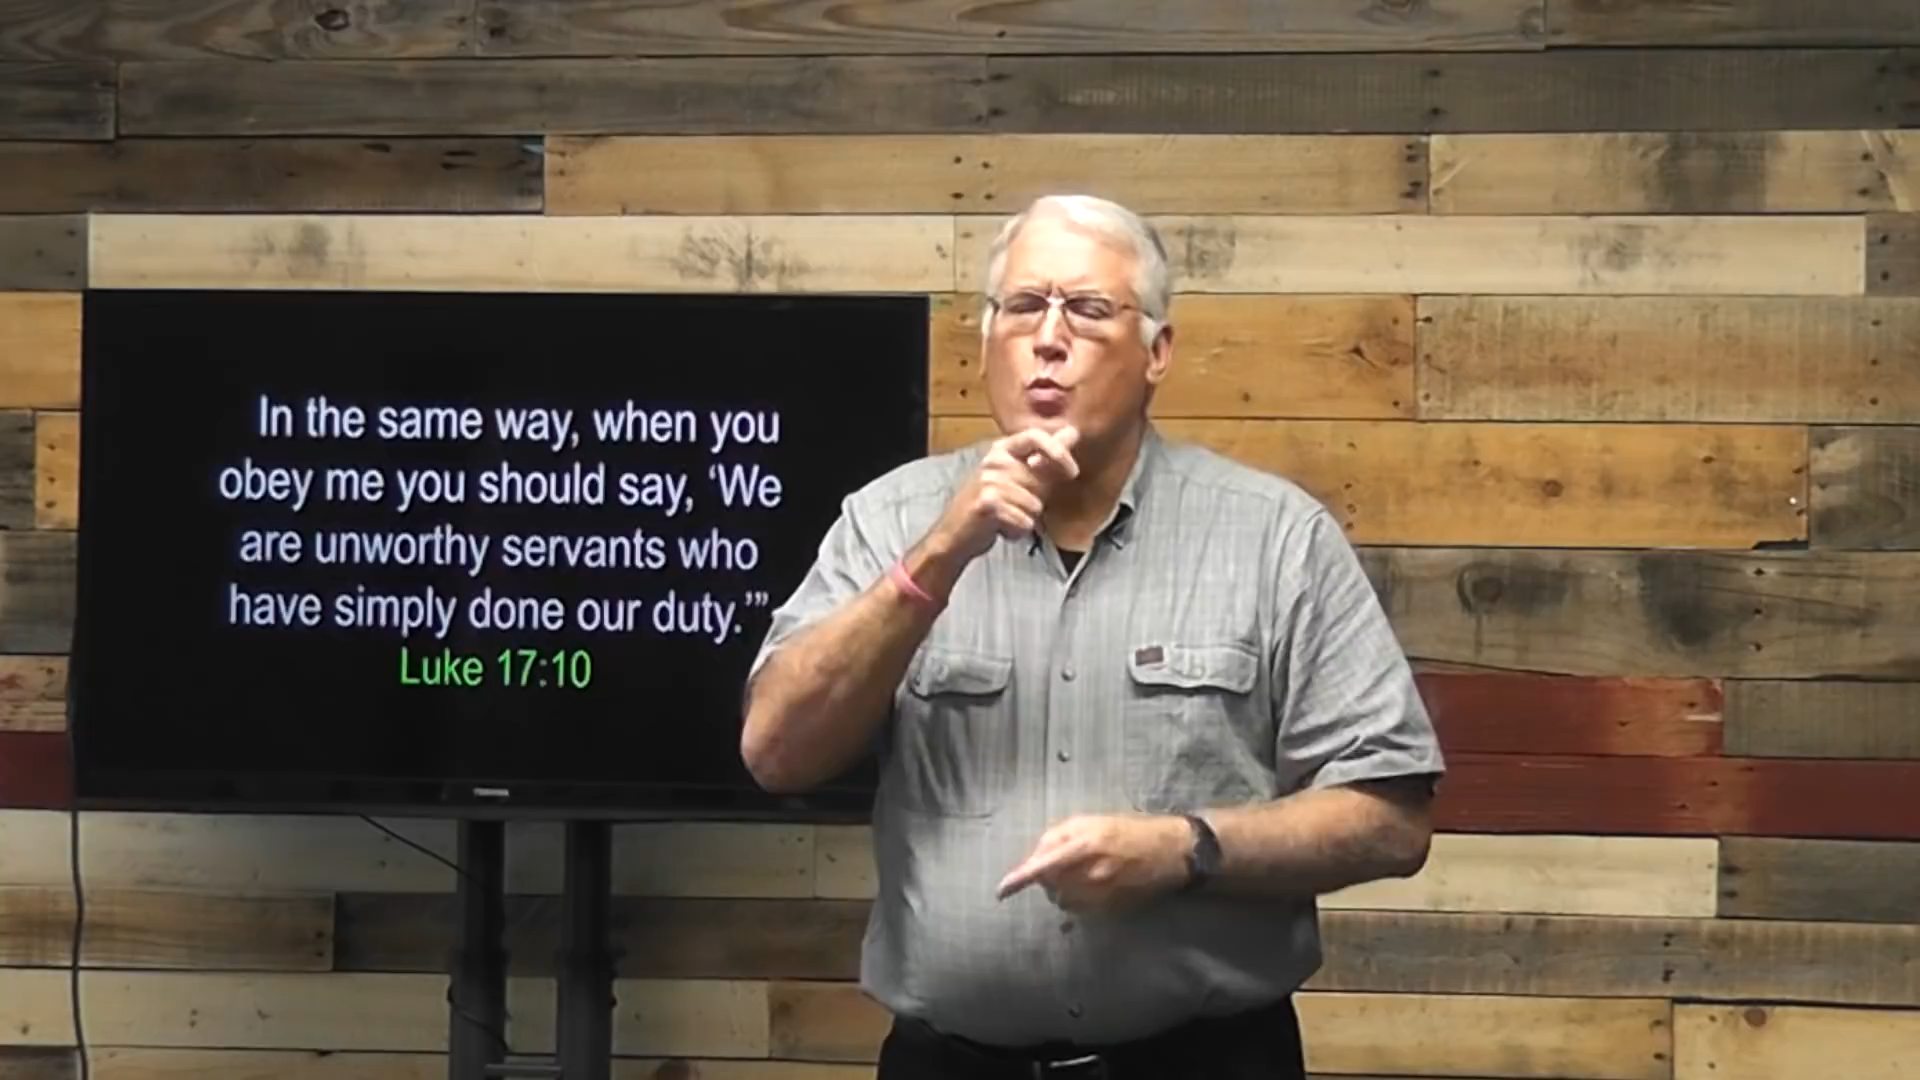 In the same way, when you
obey me you should say, ‘We
are unworthy servants who
have simply done our duty.’”
Luke 17:10
TOSHIBA